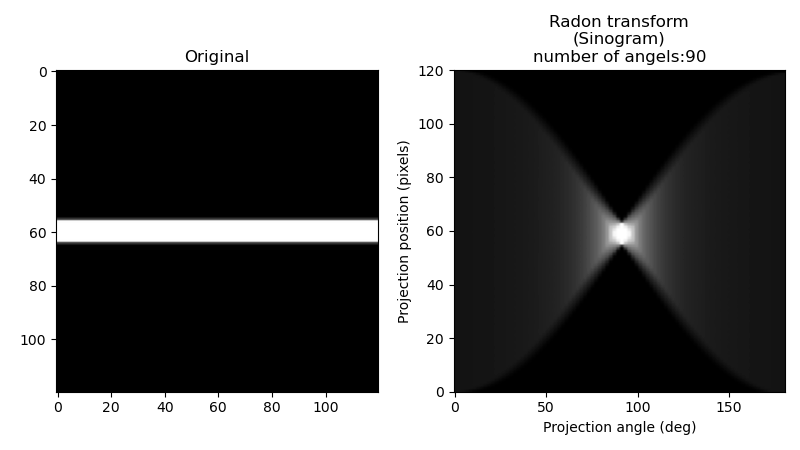 Original
0
20
40
60
80
100
0 20 40 60 80 100
Radon transform
(Sinogram)
number of angels:90
Projection position (pixels)
120
100
80
60
40
20
0
0 50 100 150
Projection angle (deg)